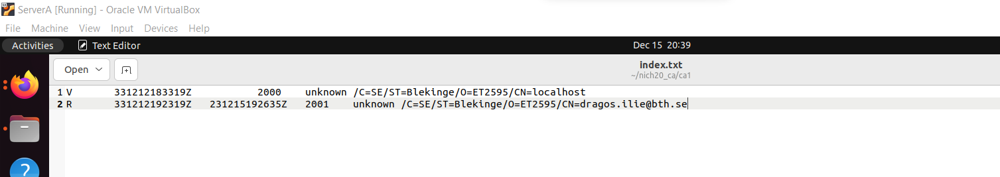 ServerA [Running] - Oracle VM VirtualBox
File Machine View Input Devices Help
Activities Text Editor Dec 15 20:39
Open index.txt
~/nich20_ca/ca1
1 V 331212183319Z 2000 unknown /C=SE/ST=Blekinge/O=ET2595/CN=localhost
2 R 331212192319Z 231215192635Z 2001 unknown /C=SE/ST=Blekinge/O=ET2595/CN=dragos.ilie@bth.se
?